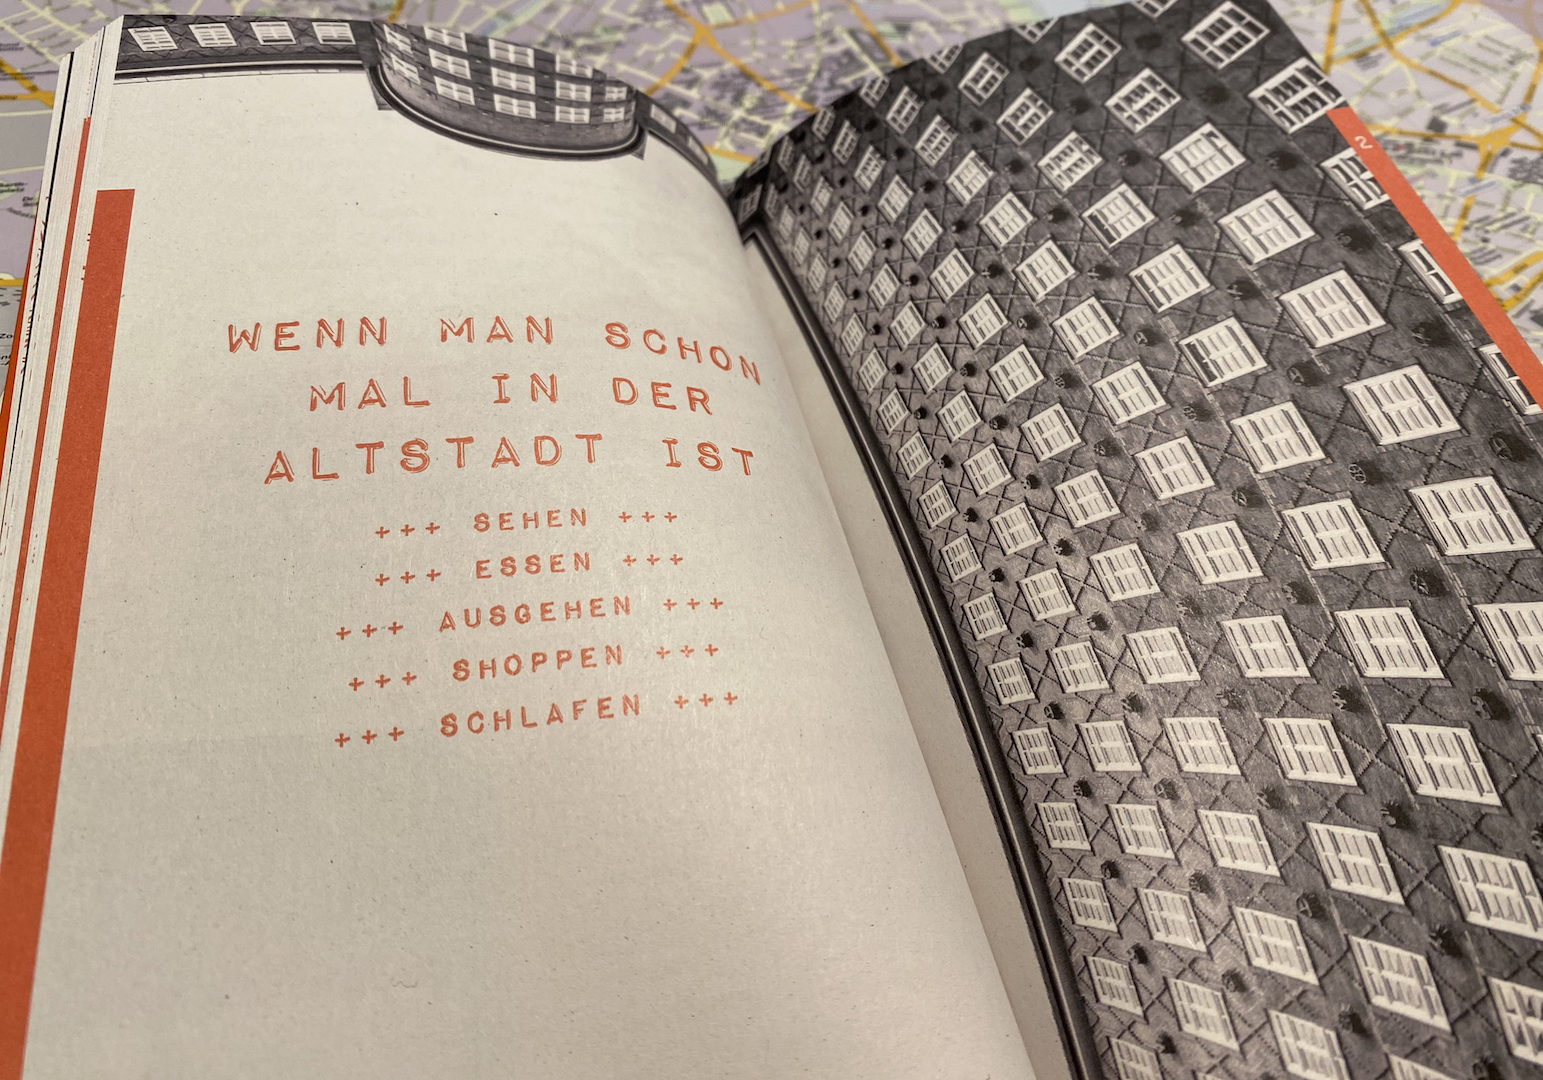 WENN MAN SCHON
MAL IN DER
ALTSTADT IST
+++ SEHEN +++
+++ ESSEN +++
+++ AUSGEHEN +++
+++ SHOPPEN +++
+++ SCHLAFEN +++
2